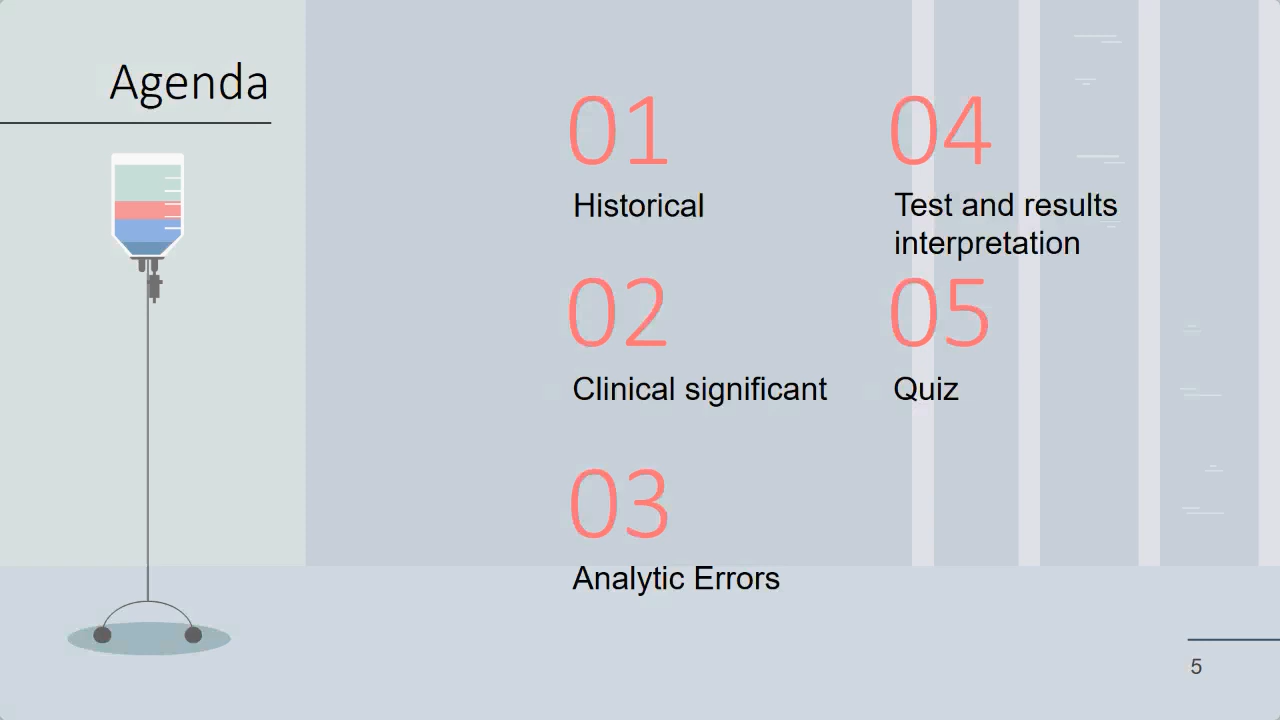 Agenda
01
Historical
02
Clinical significant
03
Analytic Errors
04
Test and results
interpretation
05
Quiz
5